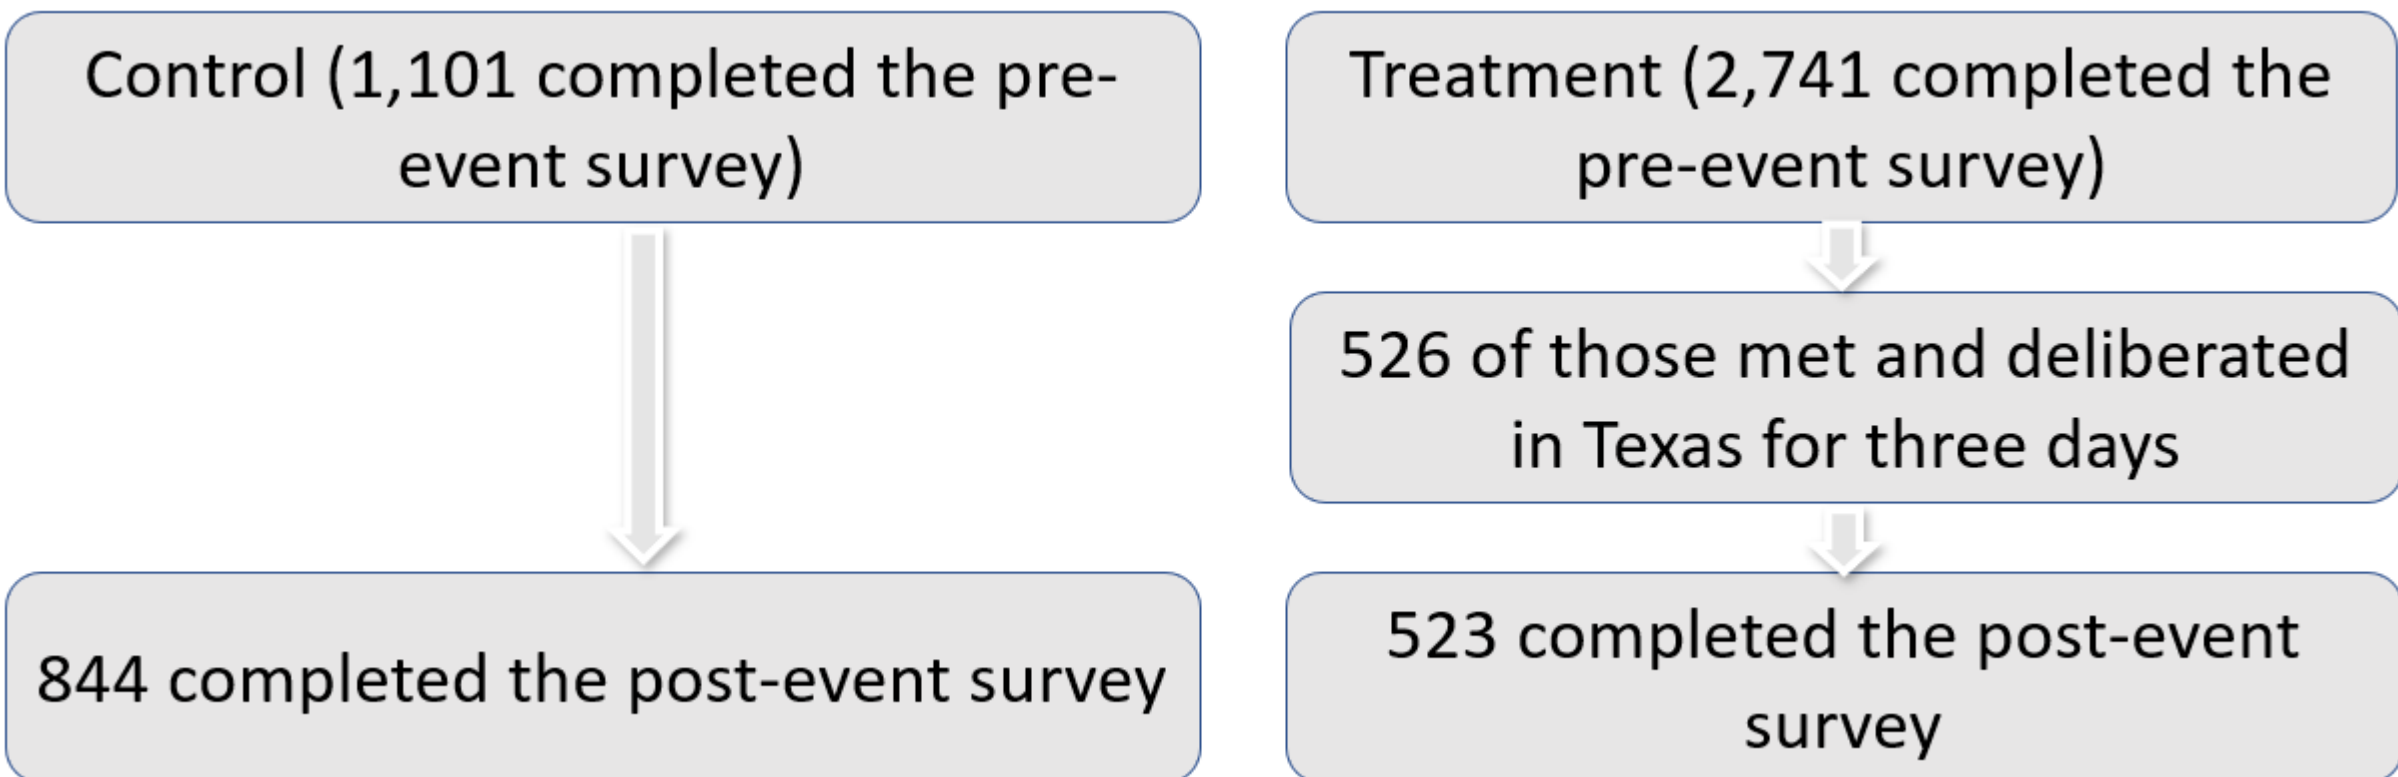 Control (1,101 completed the pre-
event survey)
Treatment (2,741 completed the
pre-event survey)
526 of those met and deliberated
in Texas for three days
844 completed the post-event survey
523 completed the post-event
survey